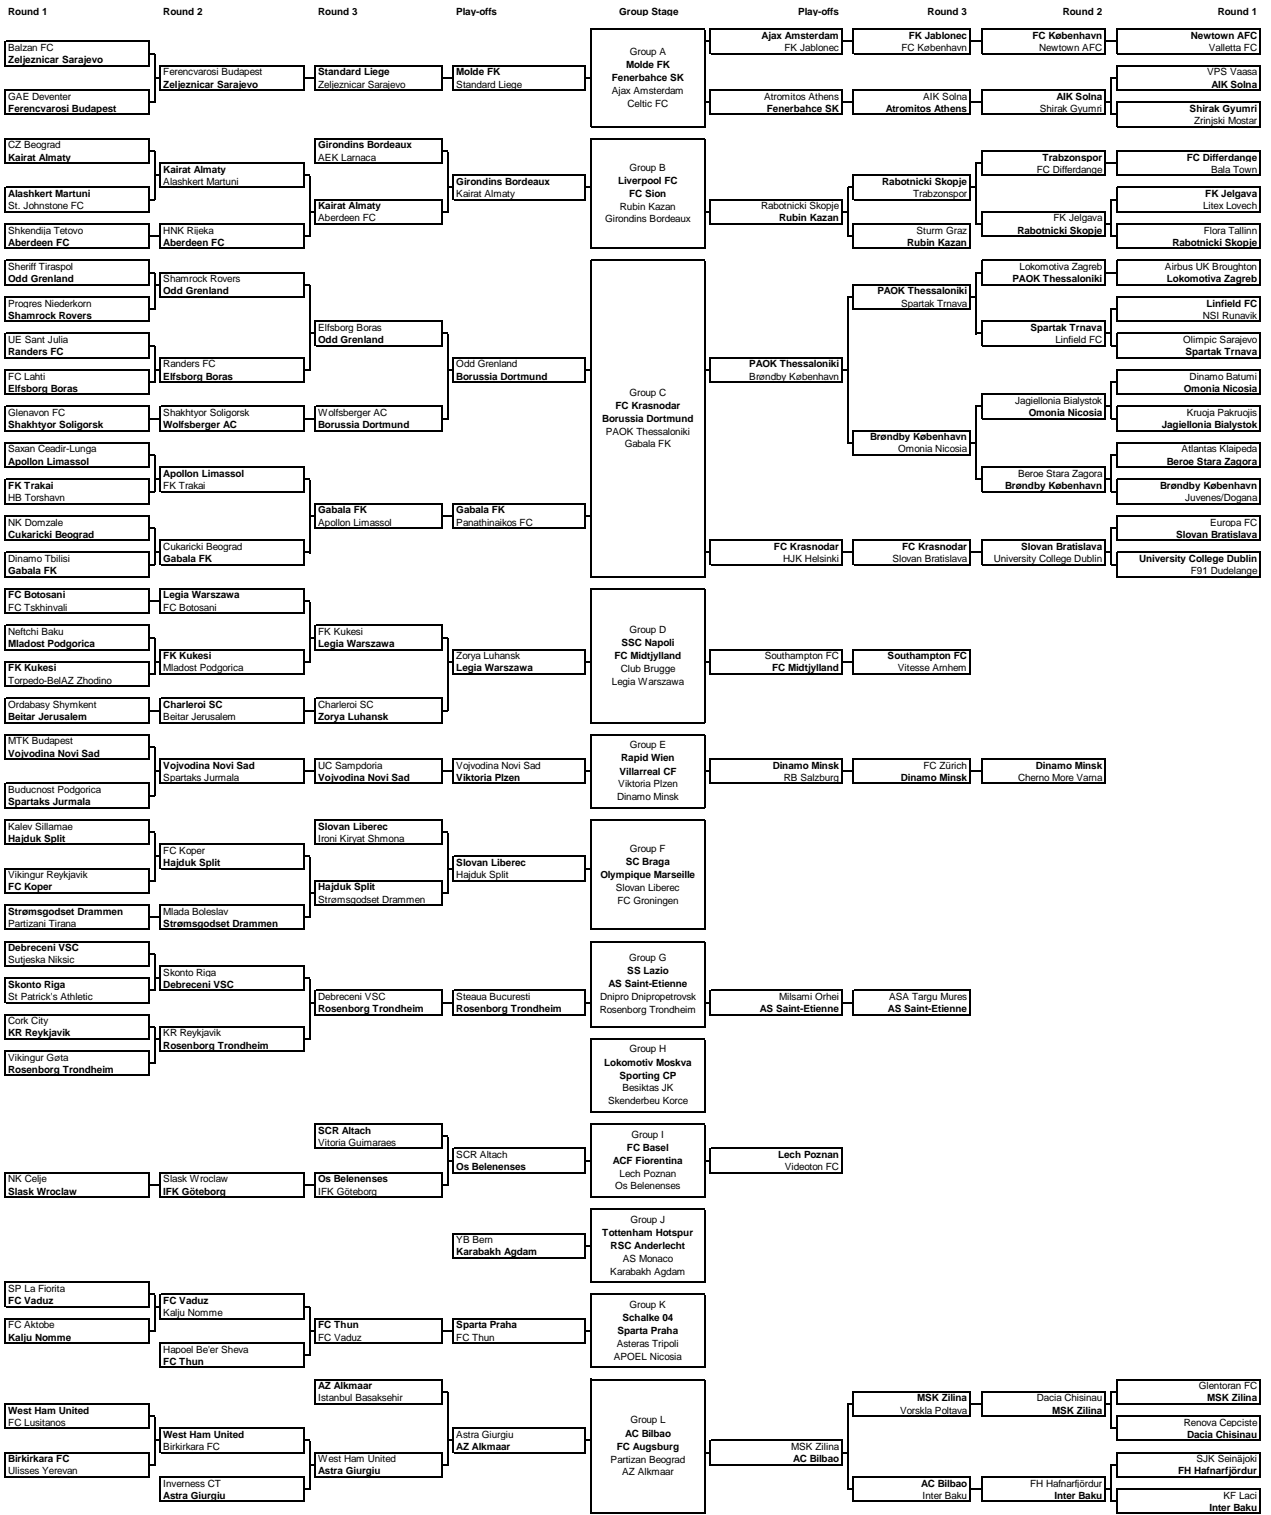 Round 1
Round 2
Round 3
Play-offs
Group Stage
Play-offs
Round 3
Round 2
Round 1
Balzan FC
Zeljeznicar Sarajevo
GAE Deventer
Ferencvarosi Budapest
Ferencvarosi Budapest
Zeljeznicar Sarajevo
Standard Liege
Zeljeznicar Sarajevo
Molde FK
Standard Liege
Group A
Molde FK
Fenerbahce SK
Ajax Amsterdam
Celtic FC
Ajax Amsterdam
FK Jablonec
Atromitos Athens
Fenerbahce SK
FK Jablonec
FC København
AIK Solna
Atromitos Athens
FC København
Newtown AFC
AIK Solna
Shirak Gyumri
Newtown AFC
Valletta FC
VPS Vaasa
AIK Solna
Shirak Gyumri
Zrinjski Mostar
CZ Beograd
Kairat Almaty
Alashkert Martuni
St. Johnstone FC
Shkendija Tetovo
Aberdeen FC
Kairat Almaty
Alashkert Martuni
HNK Rijeka
Aberdeen FC
Girondins Bordeaux
AEK Larnaca
Kairat Almaty
Aberdeen FC
Girondins Bordeaux
Kairat Almaty
Group B
Liverpool FC
FC Sion
Rubin Kazan
Girondins Bordeaux
Rabotnicki Skopje
Rubin Kazan
Rabotnicki Skopje
Trabzonspor
Sturm Graz
Rubin Kazan
Trabzonspor
FC Differdange
FK Jelgava
Rabotnicki Skopje
FC Differdange
Bala Town
FK Jelgava
Litex Lovech
Flora Tallinn
Rabotnicki Skopje
Sheriff Tiraspol
Odd Grenland
Progres Niederkorn
Shamrock Rovers
UE Sant Julia
Randers FC
FC Lahti
Elfsborg Boras
Glenavon FC
Shakhtyor Soligorsk
Saxan Ceadir-Lunga
Apollon Limassol
FK Trakai
HB Torshavn
NK Domzale
Cukaricki Beograd
Dinamo Tbilisi
Gabala FK
Shamrock Rovers
Odd Grenland
Randers FC
Elfsborg Boras
Shakhtyor Soligorsk
Wolfsberger AC
Apollon Limassol
FK Trakai
Cukaricki Beograd
Gabala FK
Elfsborg Boras
Odd Grenland
Wolfsberger AC
Borussia Dortmund
Gabala FK
Apollon Limassol
Odd Grenland
Borussia Dortmund
Gabala FK
Panathinaikos FC
Group C
FC Krasnodar
Borussia Dortmund
PAOK Thessaloniki
Gabala FK
PAOK Thessaloniki
Brøndby København
FC Krasnodar
HJK Helsinki
PAOK Thessaloniki
Spartak Trnava
Brøndby København
Omonia Nicosia
FC Krasnodar
Slovan Bratislava
Lokomotiva Zagreb
PAOK Thessaloniki
Spartak Trnava
Linfield FC
Jagiellonia Bialystok
Omonia Nicosia
Beroe Stara Zagora
Brøndby København
Slovan Bratislava
University College Dublin
Airbus UK Broughton
Lokomotiva Zagreb
Linfield FC
NSI Runavik
Olimpic Sarajevo
Spartak Trnava
Dinamo Batumi
Omonia Nicosia
Kruoja Pakruojis
Jagiellonia Bialystok
Atlantas Klaipeda
Beroe Stara Zagora
Brøndby København
Juvenes/Dogana
Europa FC
Slovan Bratislava
University College Dublin
F91 Dudelange
FC Botosani
FC Tskhinvali
Neftchi Baku
Mladost Podgorica
FK Kukesi
Torpedo-BelAZ Zhodino
Ordabasy Shymkent
Beitar Jerusalem
Legia Warszawa
FC Botosani
FK Kukesi
Mladost Podgorica
Charleroi SC
Beitar Jerusalem
FK Kukesi
Legia Warszawa
Charleroi SC
Zorya Luhansk
Zorya Luhansk
Legia Warszawa
Group D
SSC Napoli
FC Midtjylland
Club Brugge
Legia Warszawa
Southampton FC
FC Midtjylland
Southampton FC
Vitesse Arnhem
MTK Budapest
Vojvodina Novi Sad
Buducnost Podgorica
Spartaks Jurmala
Vojvodina Novi Sad
Spartaks Jurmala
UC Sampdoria
Vojvodina Novi Sad
Vojvodina Novi Sad
Viktoria Plzen
Group E
Rapid Wien
Villarreal CF
Viktoria Plzen
Dinamo Minsk
Dinamo Minsk
RB Salzburg
FC Zürich
Dinamo Minsk
Dinamo Minsk
Cherno More Varna
Kalev Sillamae
Hajduk Split
Vikingur Reykjavik
FC Koper
Strømsgodset Drammen
Partizani Tirana
FC Koper
Hajduk Split
Mlada Boleslav
Strømsgodset Drammen
Slovan Liberec
Ironi Kiryat Shmona
Hajduk Split
Strømsgodset Drammen
Slovan Liberec
Hajduk Split
Group F
SC Braga
Olympique Marseille
Slovan Liberec
FC Groningen
Debreceni VSC
Sutjeska Niksic
Skonto Riga
St Patrick's Athletic
Cork City
KR Reykjavik
Vikingur Gøta
Rosenborg Trondheim
Skonto Riga
Debreceni VSC
KR Reykjavik
Rosenborg Trondheim
Debreceni VSC
Rosenborg Trondheim
Steaua Bucuresti
Rosenborg Trondheim
Group G
SS Lazio
AS Saint-Etienne
Dnipro Dnipropetrovsk
Rosenborg Trondheim
Milsami Orhei
AS Saint-Etienne
ASA Targu Mures
AS Saint-Etienne
Group H
Lokomotiv Moskva
Sporting CP
Besiktas JK
Skenderbeu Korce
NK Celje
Slask Wroclaw
Slask Wroclaw
IFK Göteborg
SCR Altach
Vitoria Guimaraes
Os Belenenses
IFK Göteborg
SCR Altach
Os Belenenses
Group I
FC Basel
ACF Fiorentina
Lech Poznan
Os Belenenses
Lech Poznan
Videoton FC
YB Bern
Karabakh Agdam
Group J
Tottenham Hotspur
RSC Anderlecht
AS Monaco
Karabakh Agdam
SP La Fiorita
FC Vaduz
FC Aktobe
Kalju Nomme
FC Vaduz
Kalju Nomme
Hapoel Be'er Sheva
FC Thun
FC Thun
FC Vaduz
Sparta Praha
FC Thun
Group K
Schalke 04
Sparta Praha
Asteras Tripoli
APOEL Nicosia
West Ham United
FC Lusitanos
Birkirkara FC
Ulisses Yerevan
West Ham United
Birkirkara FC
Inverness CT
Astra Giurgiu
AZ Alkmaar
Istanbul Basaksehir
West Ham United
Astra Giurgiu
Astra Giurgiu
AZ Alkmaar
Group L
AC Bilbao
FC Augsburg
Partizan Beograd
AZ Alkmaar
MSK Zilina
AC Bilbao
MSK Zilina
Vorskla Poltava
AC Bilbao
Inter Baku
Dacia Chisinau
MSK Zilina
FH Hafnarfjördur
Inter Baku
Glentoran FC
MSK Zilina
Renova Cepciste
Dacia Chisinau
SJK Seinäjoki
FH Hafnarfjördur
KF Laci
Inter Baku